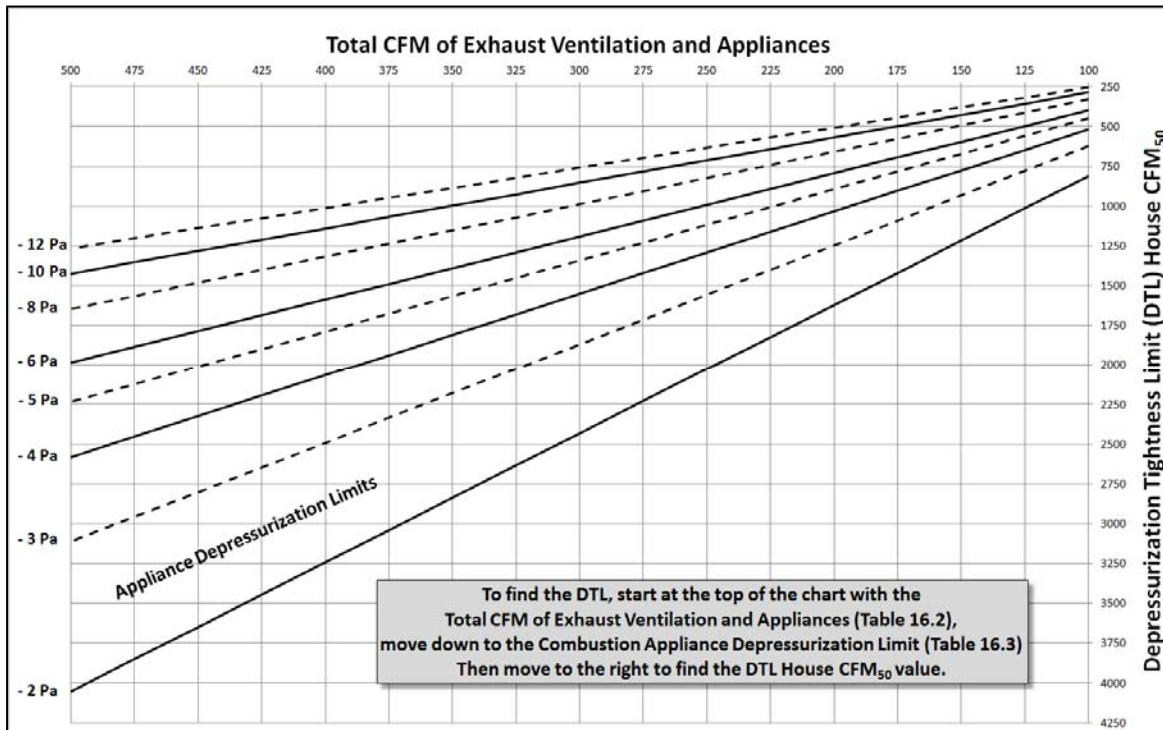 Total CFM of Exhaust Ventilation and Appliances
500 475 450 425 400 375 350 325 300 275 250 225 200 175 150 125 100
250
500
750
1000
- 12 Pa
1250
- 10 Pa
1500
- 8 Pa
1750
- 6 Pa
2000
- 5 Pa
2250
2500
- 4 Pa
2750
3000
- 3 Pa
3250
3500
3750
- 2 Pa
4000
4250
Depressurization Tightness Limit (DTL) House CFM₅₀
Appliance Depressurization Limits
To find the DTL, start at the top of the chart with the
Total CFM of Exhaust Ventilation and Appliances (Table 16.2),
move down to the Combustion Appliance Depressurization Limit (Table 16.3)
Then move to the right to find the DTL House CFM₅₀ value.